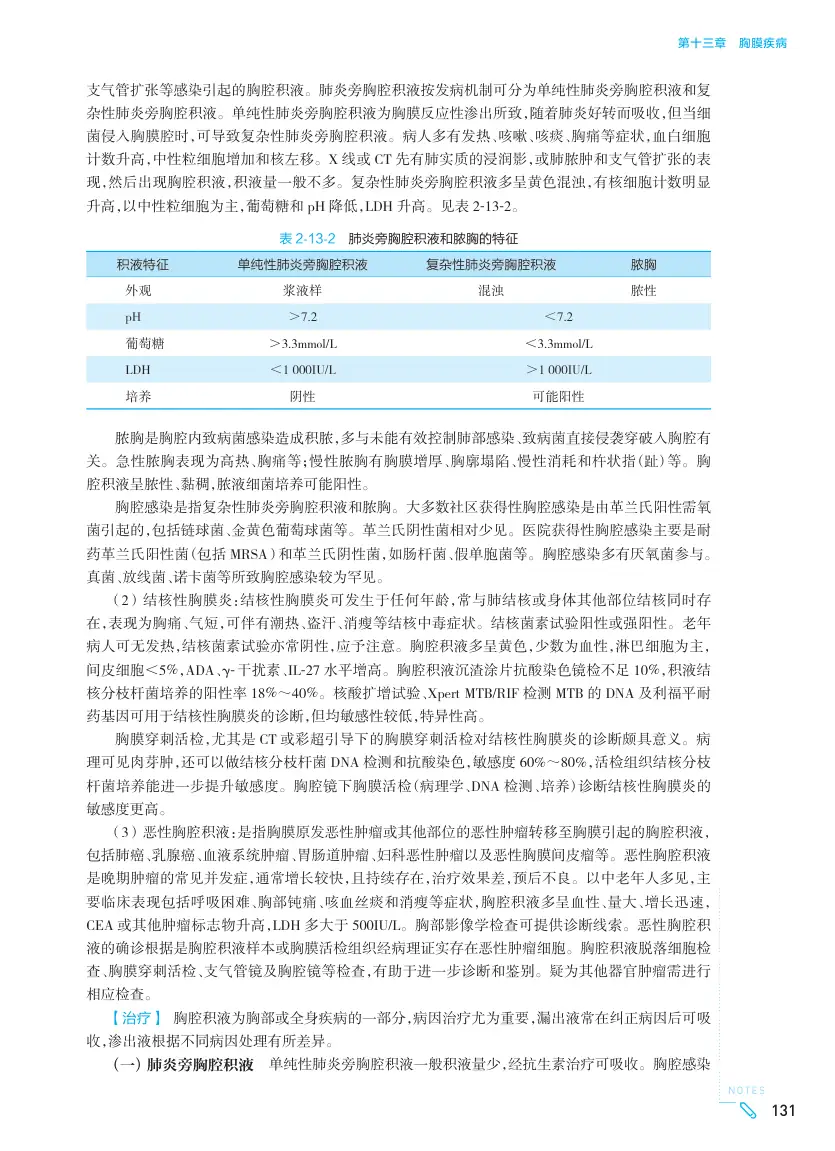 第十三章 胸膜疾病
支气管扩张等感染引起的胸腔积液。肺炎旁胸腔积液按发病机制可分为单纯性肺炎旁胸腔积液和复
杂性肺炎旁胸腔积液。单纯性肺炎旁胸腔积液为胸膜反应性渗出所致,随着肺炎好转而吸收,但当细
菌侵入胸膜腔时,可导致复杂性肺炎旁胸腔积液。病人多有发热、咳嗽、咳痰、胸痛等症状,血白细胞
计数升高,中性粒细胞增加和核左移。X 线或 CT 先有肺实质的浸润影,或肺脓肿和支气管扩张的表
现,然后出现胸腔积液,积液量一般不多。复杂性肺炎旁胸腔积液多呈黄色混浊,有核细胞计数明显
升高,以中性粒细胞为主,葡萄糖和 pH 降低,LDH 升高。见表 2-13-2。
表 2-13-2 肺炎旁胸腔积液和脓胸的特征
积液特征 单纯性肺炎旁胸腔积液 复杂性肺炎旁胸腔积液 脓胸
外观 浆液样 混浊 脓性
pH >7.2 <7.2
葡萄糖 >3.3mmol/L <3.3mmol/L
LDH <1 000IU/L >1 000IU/L
培养 阴性 可能阳性
脓胸是胸腔内致病菌感染造成积脓,多与未能有效控制肺部感染、致病菌直接侵袭穿破入胸腔有
关。急性脓胸表现为高热、胸痛等;慢性脓胸有胸膜增厚、胸廓塌陷、慢性消耗和杵状指(趾)等。胸
腔积液呈脓性、黏稠,脓液细菌培养可能阳性。
胸腔感染是指复杂性肺炎旁胸腔积液和脓胸。大多数社区获得性胸腔感染是由革兰氏阳性需氧
菌引起的,包括链球菌、金黄色葡萄球菌等。革兰氏阴性菌相对少见。医院获得性胸腔感染主要是耐
药革兰氏阳性菌(包括 MRSA)和革兰氏阴性菌,如肠杆菌、假单胞菌等。胸腔感染多有厌氧菌参与。
真菌、放线菌、诺卡菌等所致胸腔感染较为罕见。
(2)结核性胸膜炎:结核性胸膜炎可发生于任何年龄,常与肺结核或身体其他部位结核同时存
在,表现为胸痛、气短,可伴有潮热、盗汗、消瘦等结核中毒症状。结核菌素试验阳性或强阳性。老年
病人可无发热,结核菌素试验亦常阴性,应予注意。胸腔积液多呈黄色,少数为血性,淋巴细胞为主,
间皮细胞<5%,ADA、γ-干扰素、IL-27 水平增高。胸腔积液沉渣涂片抗酸染色镜检不足 10%,积液结
核分枝杆菌培养的阳性率 18%~40%。核酸扩增试验、Xpert MTB/RIF 检测 MTB 的 DNA 及利福平耐
药基因可用于结核性胸膜炎的诊断,但均敏感性较低,特异性高。
胸膜穿刺活检,尤其是 CT 或彩超引导下的胸膜穿刺活检对结核性胸膜炎的诊断颇具意义。病
理可见肉芽肿,还可以做结核分枝杆菌 DNA 检测和抗酸染色,敏感度 60%~80%,活检组织结核分枝
杆菌培养能进一步提升敏感度。胸腔镜下胸膜活检(病理学、DNA 检测、培养)诊断结核性胸膜炎的
敏感度更高。
(3)恶性胸腔积液:是指胸膜原发恶性肿瘤或其他部位的恶性肿瘤转移至胸膜引起的胸腔积液,
包括肺癌、乳腺癌、血液系统肿瘤、胃肠道肿瘤、妇科恶性肿瘤以及恶性胸膜间皮瘤等。恶性胸腔积液
是晚期肿瘤的常见并发症,通常增长较快,且持续存在,治疗效果差,预后不良。以中老年人多见,主
要临床表现包括呼吸困难、胸部钝痛、咳血丝痰和消瘦等症状,胸腔积液多呈血性、量大、增长迅速,
CEA 或其他肿瘤标志物升高,LDH 多大于 500IU/L。胸部影像学检查可提供诊断线索。恶性胸腔积
液的确诊根据是胸腔积液样本或胸膜活检组织经病理证实存在恶性肿瘤细胞。胸腔积液脱落细胞检
查、胸膜穿刺活检、支气管镜及胸腔镜等检查,有助于进一步诊断和鉴别。疑为其他器官肿瘤需进行
相应检查。
【治疗】 胸腔积液为胸部或全身疾病的一部分,病因治疗尤为重要,漏出液常在纠正病因后可吸
收,渗出液根据不同病因处理有所差异。
(一)肺炎旁胸腔积液 单纯性肺炎旁胸腔积液一般积液量少,经抗生素治疗可吸收。胸腔感染
NOTES
131